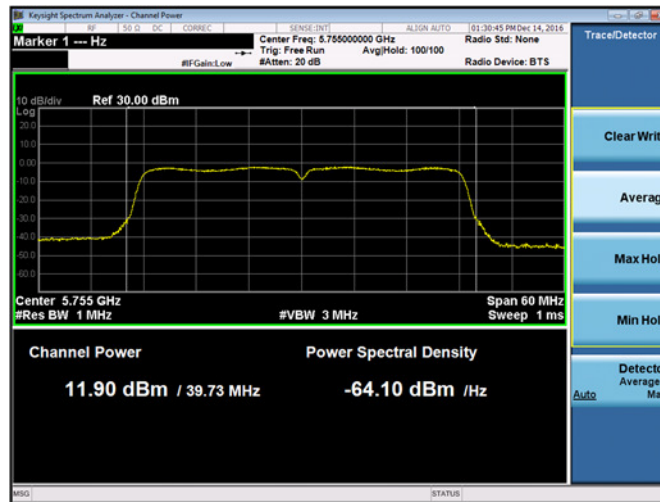 Keysight Spectrum Analyzer - Channel Power
RF 50 Ω DC CORREC SENSE:INT ALIGN AUTO 01:30:45 PM Dec 14, 2016
Marker 1 --- Hz
Center Freq: 5.755000000 GHz
Radio Std: None
Trig: Free Run Avg|Hold: 100/100
#IFGain:Low
#Atten: 20 dB
Radio Device: BTS
Trace/Detector
10 dB/div Ref 30.00 dBm
Log
20.0
10.0
0.00
-10.0
-20.0
-30.0
-40.0
-50.0
-60.0
Center 5.755 GHz Span 60 MHz
#Res BW 1 MHz #VBW 3 MHz Sweep 1 ms
Channel Power
Power Spectral Density
11.90 dBm / 39.73 MHz
-64.10 dBm /Hz
Clear Writ
Averag
Max Hol
Min Hol
Detecto
Average
Auto Ma
MSG STATUS